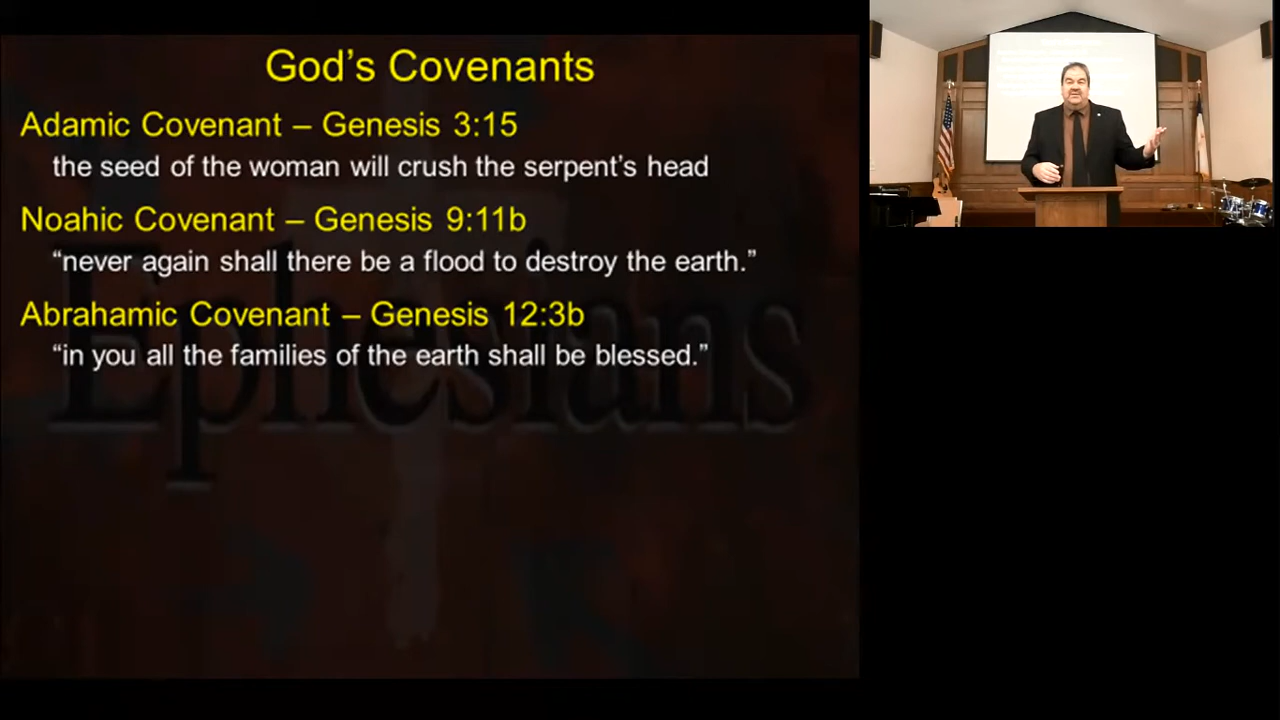 God's Covenants
Adamic Covenant – Genesis 3:15
the seed of the woman will crush the serpent's head
Noahic Covenant – Genesis 9:11b
“never again shall there be a flood to destroy the earth.”
Abrahamic Covenant – Genesis 12:3b
“in you all the families of the earth shall be blessed.”
Ephesians